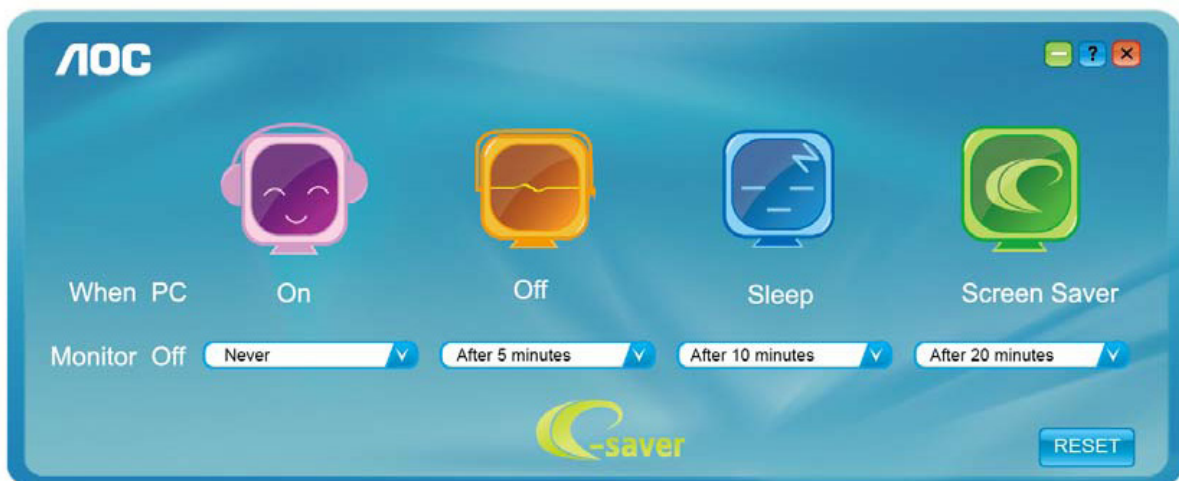 AOC
?
When PC On Off Sleep Screen Saver
Monitor Off Never After 5 minutes After 10 minutes After 20 minutes
e-saver
RESET